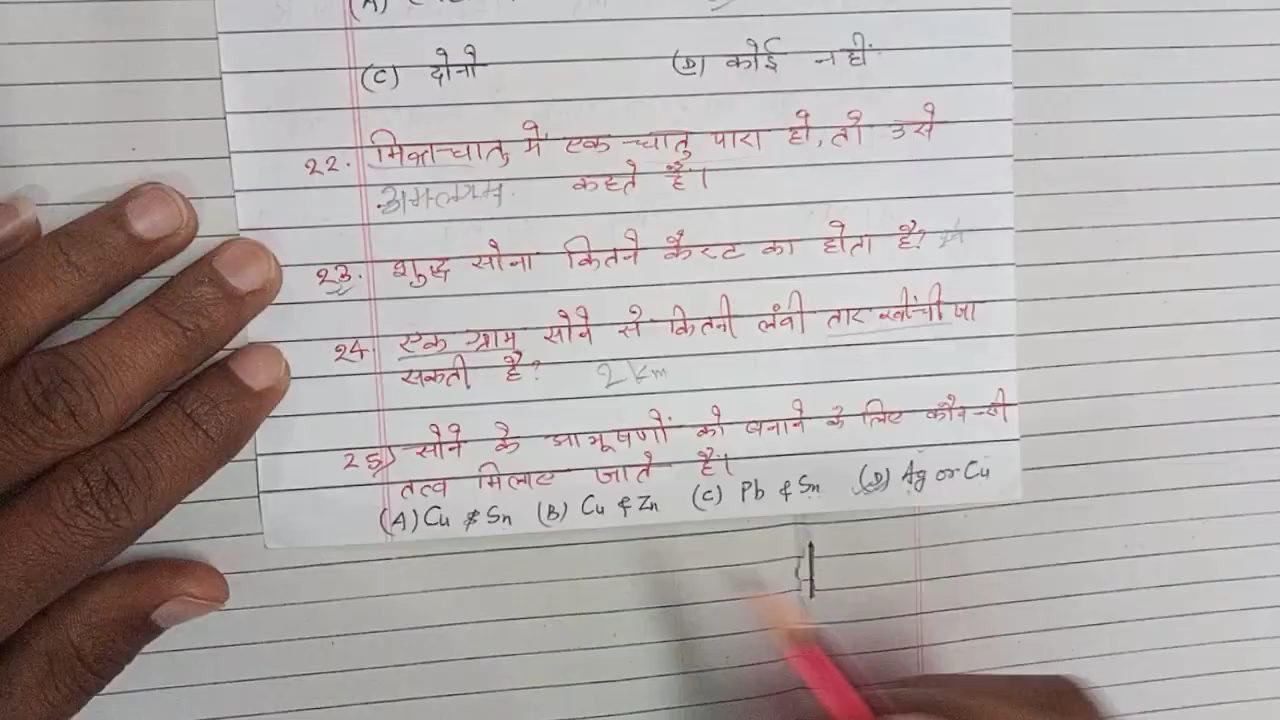 (A)
(C) दोनो (D) कोई नहीं
22. मिश्रधातु में एक धातु पारा हो, तो उसे
अमलगम. कहते हैं।
23. शुद्ध सोना कितने कैरट का होता है?
24. एक ग्राम सोने से कितनी लंबी तार खींची जा
सकती है? 2 km
25) सोने के आभूषणों को बनाने के लिए कौन-सी
तत्व मिलाए जाते हैं।
(A) Cu & Sn (B) Cu & Zn (C) Pb & Sn (D) Ag or Cu